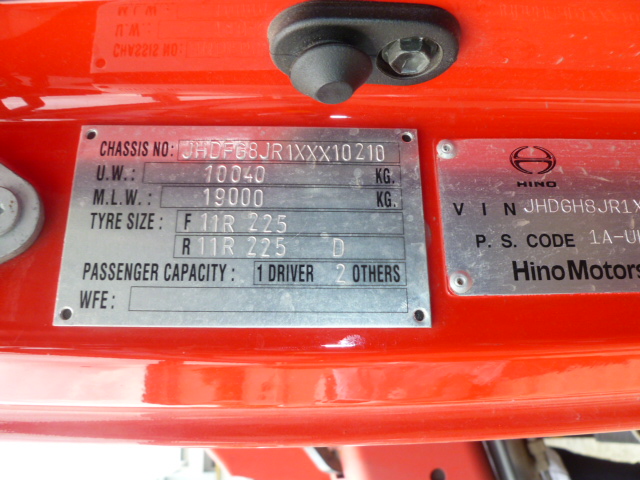 CHASSIS NO: JHDFG8JR1XXX10210
U.W.: 10040 KG.
M.L.W.: 19000 KG.
TYRE SIZE: F 11R 225
R 11R 225 D
PASSENGER CAPACITY: 1 DRIVER 2 OTHERS
WFE:
HINO
VIN JHDGH8JR1X
P. S. CODE 1A-U
Hino Motors